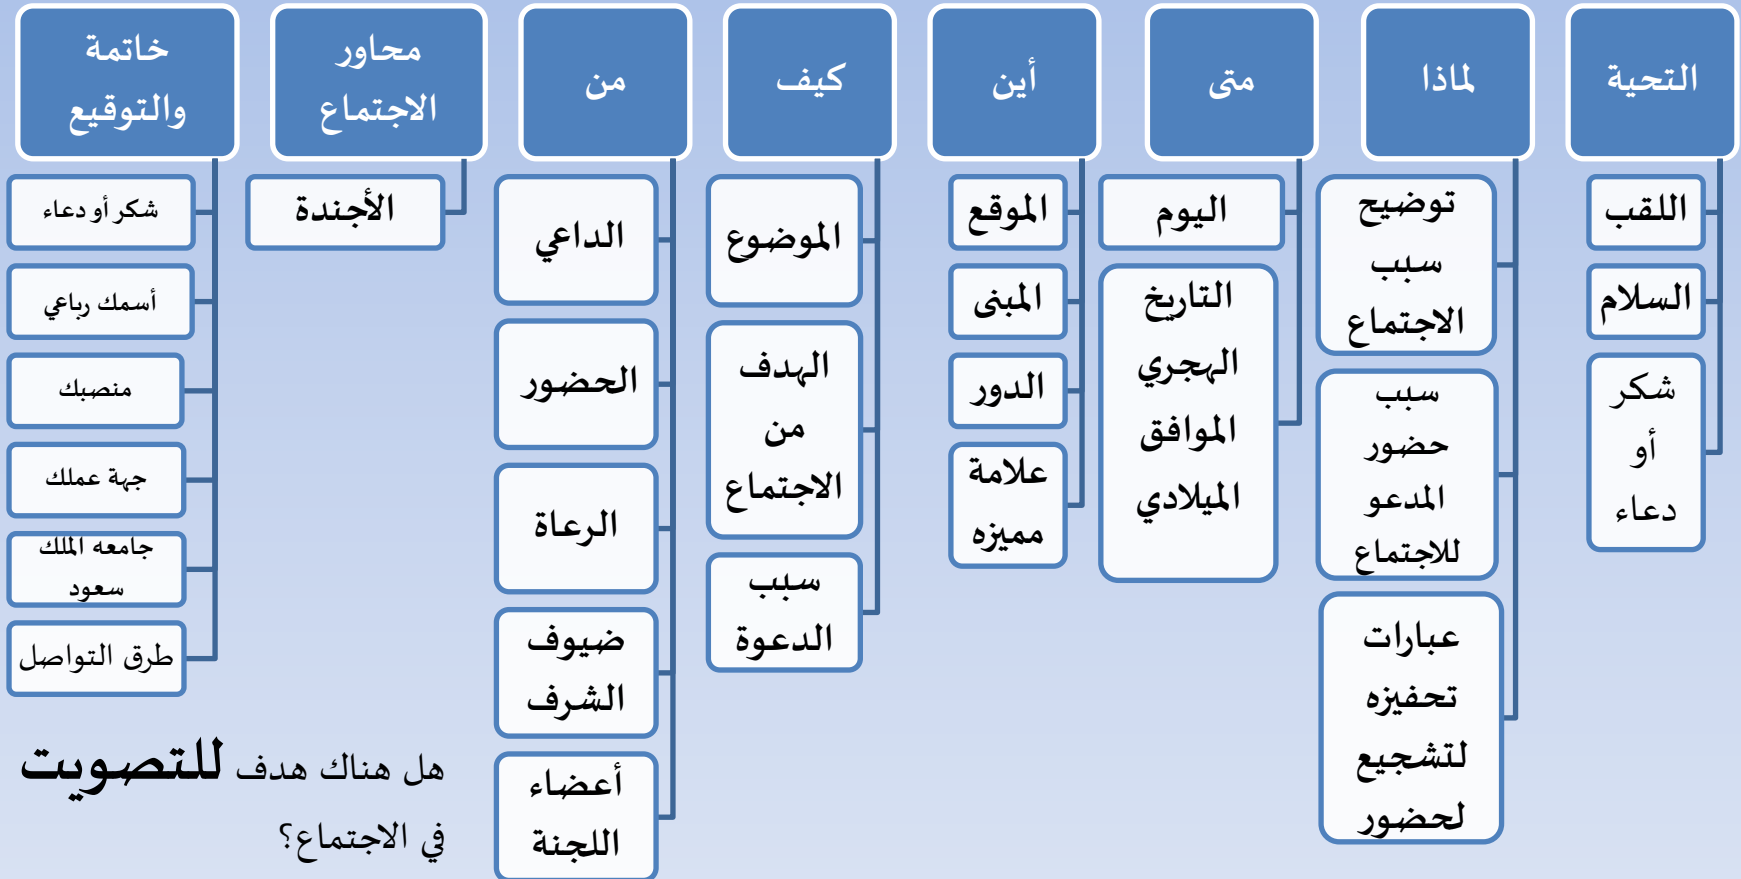 التحية
اللقب
السلام
شكر
أو
دعاء
لماذا
توضيح
سبب
الاجتماع
سبب
حضور
المدعو
للاجتماع
عبارات
تحفيزه
لتشجيع
لحضور
متى
اليوم
التاريخ
الهجري
الموافق
الميلادي
أين
الموقع
المبنى
الدور
علامة
مميزه
كيف
الموضوع
الهدف
من
الاجتماع
سبب
الدعوة
من
الداعي
الحضور
الرعاة
ضيوف
الشرف
أعضاء
اللجنة
محاور
الاجتماع
الأجندة
خاتمة
والتوقيع
شكر أو دعاء
أسمك رباعي
منصبك
جهة عملك
جامعه الملك
سعود
طرق التواصل
هل هناك هدف للتصويت
في الاجتماع؟